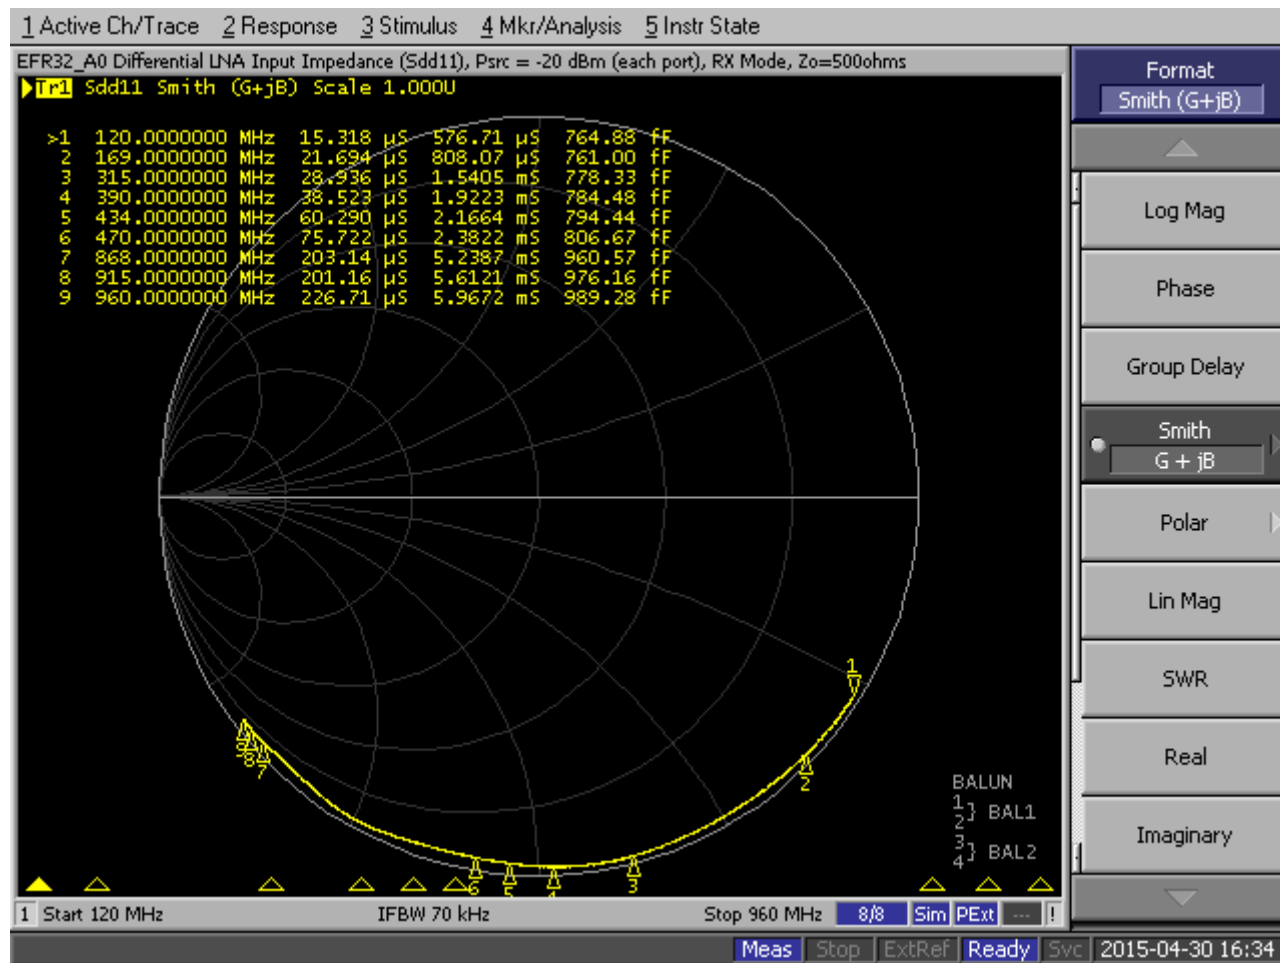 1 Active Ch/Trace 2 Response 3 Stimulus 4 Mkr/Analysis 5 Instr State
EFR32_A0 Differential LNA Input Impedance (Sdd11), Psrc = -20 dBm (each port), RX Mode, Zo=500ohms
Tr1 Sdd11 Smith (G+jB) Scale 1.000U
>1 120.0000000 MHz 15.318 µS 576.71 µS 764.88 fF
2 169.0000000 MHz 21.694 µS 808.07 µS 761.00 fF
3 315.0000000 MHz 28.936 µS 1.5405 mS 778.33 fF
4 390.0000000 MHz 38.523 µS 1.9223 mS 784.48 fF
5 434.0000000 MHz 60.290 µS 2.1664 mS 794.44 fF
6 470.0000000 MHz 75.722 µS 2.3822 mS 806.67 fF
7 868.0000000 MHz 203.14 µS 5.2387 mS 960.57 fF
8 915.0000000 MHz 201.16 µS 5.6121 mS 976.16 fF
9 960.0000000 MHz 226.71 µS 5.9672 mS 989.28 fF
1
2
3
4
5
6
7
8
9
BALUN
1
2} BAL1
3
4} BAL2
1 Start 120 MHz IFBW 70 kHz Stop 960 MHz 8/8 Sim PExt --- !
Meas Stop ExtRef Ready Svc 2015-04-30 16:34
Format
Smith (G+jB)
Log Mag
Phase
Group Delay
Smith
G + jB
Polar
Lin Mag
SWR
Real
Imaginary